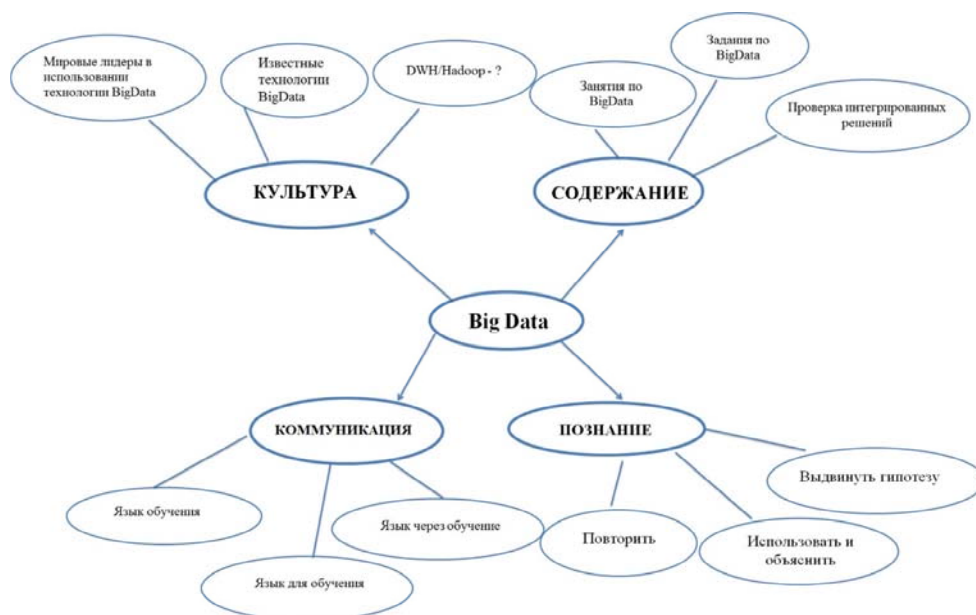 Мировые лидеры в
использовании
технологии BigData
Известные
технологии
BigData
DWH/Hadoop - ?
Занятия по
BigData
Задания по
BigData
Проверка интегрированных
решений
КУЛЬТУРА
СОДЕРЖАНИЕ
Big Data
КОММУНИКАЦИЯ
ПОЗНАНИЕ
Язык обучения
Язык для обучения
Язык через обучение
Повторить
Использовать и
объяснить
Выдвинуть гипотезу